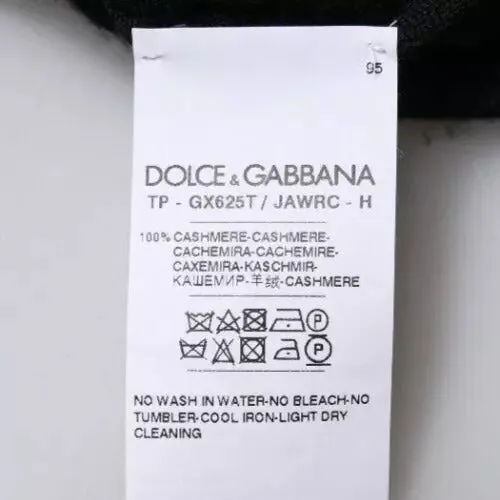 95
DOLCE & GABBANA
TP - GX625T / JAWRC - H
100% CASHMERE-CASHMERE-
CACHEMIRA-CACHEMIRE-
CAXEMIRA-KASCHMIR-
КАШЕМИР-羊绒-CASHMERE
P
P
NO WASH IN WATER-NO BLEACH-NO
TUMBLER-COOL IRON-LIGHT DRY
CLEANING